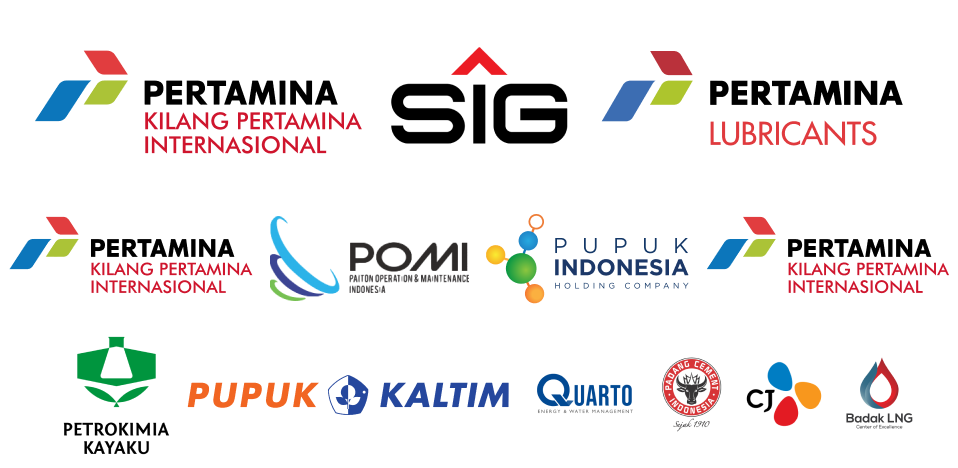 PERTAMINA
KILANG PERTAMINA
INTERNASIONAL
SIG
PERTAMINA
LUBRICANTS
PERTAMINA
KILANG PERTAMINA
INTERNASIONAL
POMI
PAITON OPERATION & MAINTENANCE
INDONESIA
PUPUK
INDONESIA
HOLDING COMPANY
PERTAMINA
KILANG PERTAMINA
INTERNASIONAL
PETROKIMIA
KAYAKU
PUPUK KALTIM
QUARTO
ENERGY & WATER MANAGEMENT
PADANG CEMENT
INDONESIA
Sejak 1910
CJ
Badak LNG
Center of Excellence